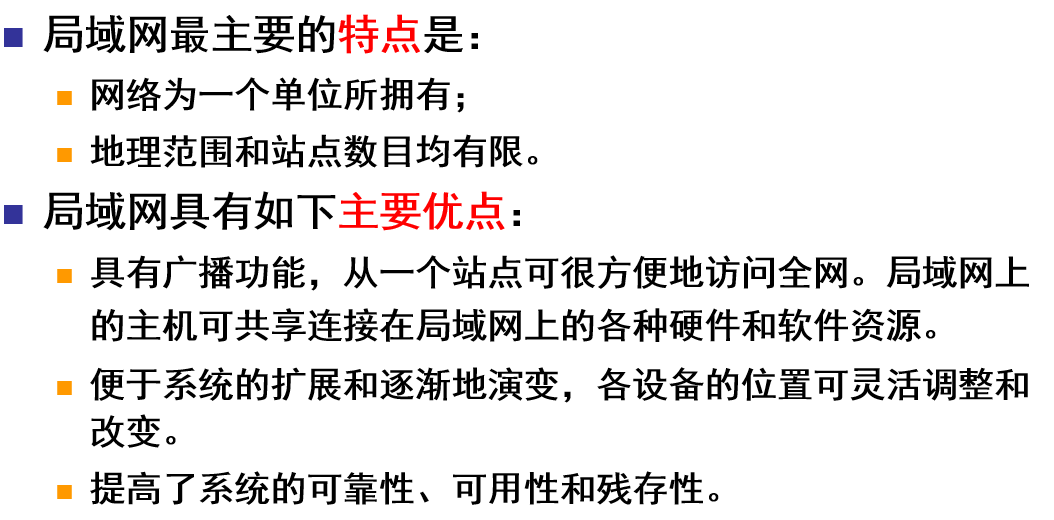 局域网最主要的特点是：
网络为一个单位所拥有；
地理范围和站点数目均有限。
局域网具有如下主要优点：
具有广播功能，从一个站点可很方便地访问全网。局域网上
的主机可共享连接在局域网上的各种硬件和软件资源。
便于系统的扩展和逐渐地演变，各设备的位置可灵活调整和
改变。
提高了系统的可靠性、可用性和残存性。